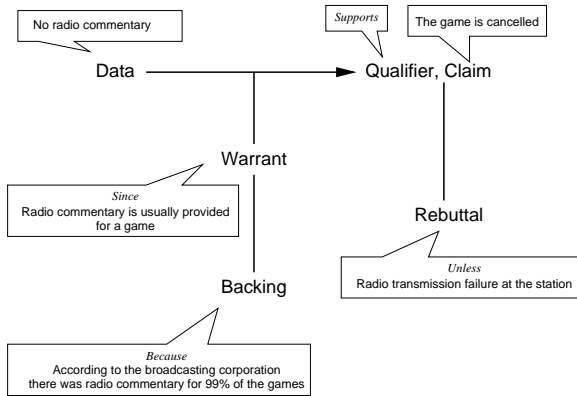 No radio commentary
Supports
The game is cancelled
Data
Qualifier, Claim
Warrant
Since
Radio commentary is usually provided
for a game
Rebuttal
Unless
Radio transmission failure at the station
Backing
Because
According to the broadcasting corporation
there was radio commentary for 99% of the games